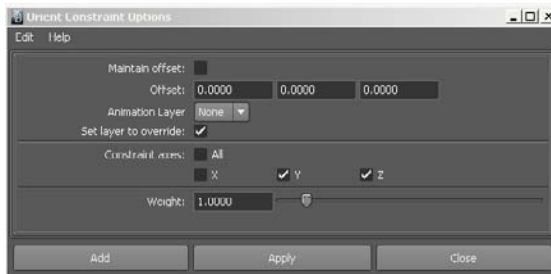 Orient Constraint Options
Edit Help
Maintain offset:
Offset: 0.0000 0.0000 0.0000
Animation Layer None
Set layer to override:
Constraint axes: All
X Y Z
Weight: 1.0000
Add Apply Close